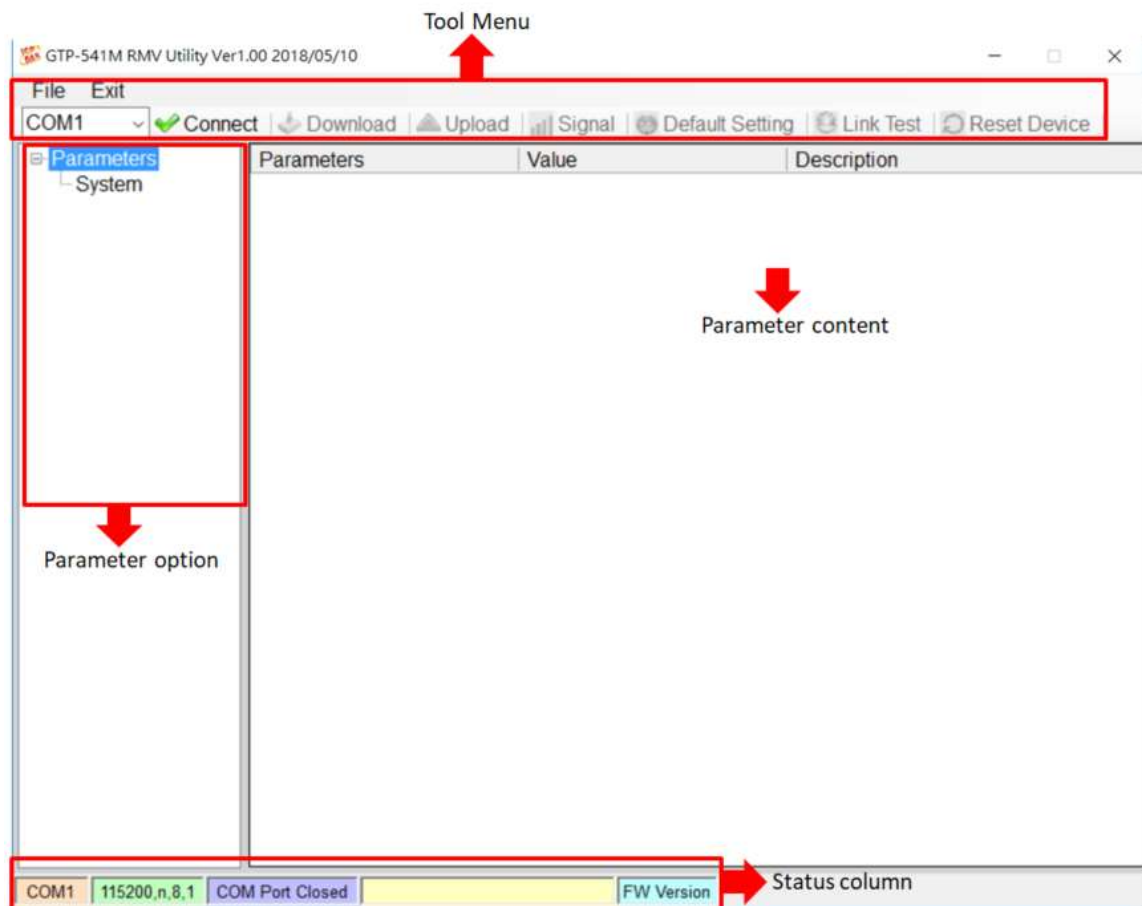 Tool Menu
GTP-541M RMV Utility Ver1.00 2018/05/10
File Exit
COM1 Connect Download Upload Signal Default Setting Link Test Reset Device
Parameters
System
Parameters Value Description
Parameter content
Parameter option
COM1 115200,n,8,1 COM Port Closed FW Version
Status column